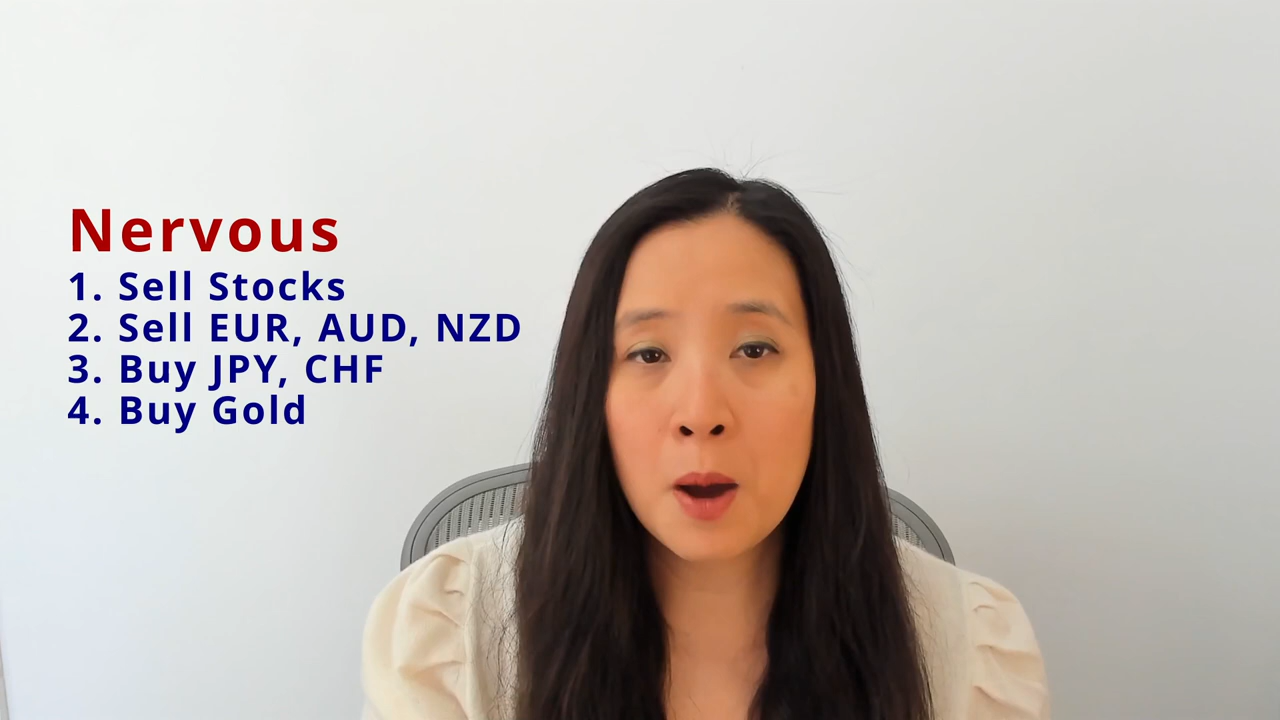 Nervous
1. Sell Stocks
2. Sell EUR, AUD, NZD
3. Buy JPY, CHF
4. Buy Gold